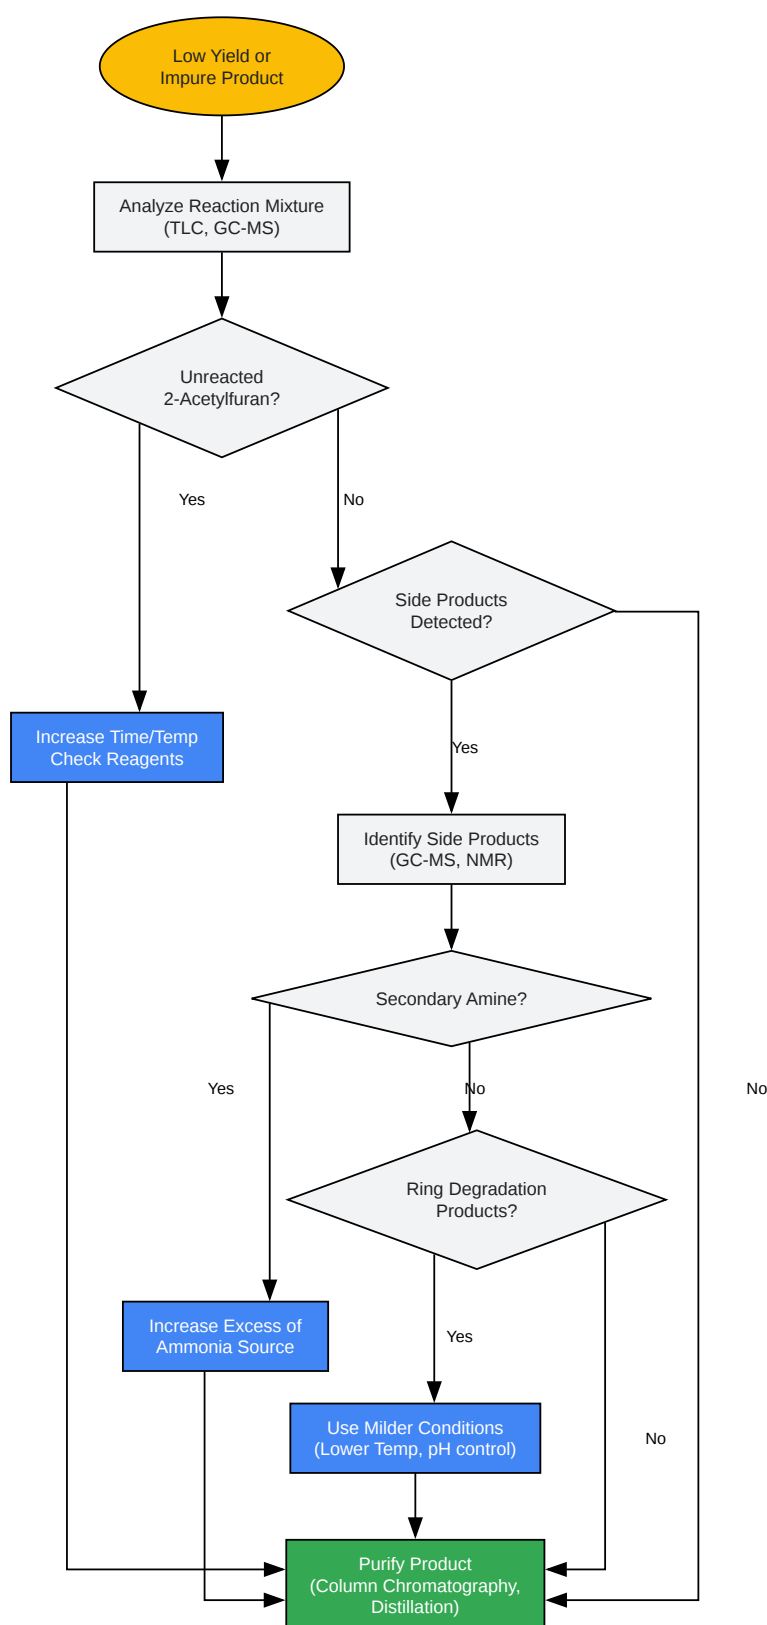 Low Yield or
Impure Product
Analyze Reaction Mixture
(TLC, GC-MS)
Unreacted
2-Acetylfuran?
Yes
No
Side Products
Detected?
Increase Time/Temp
Check Reagents
Yes
Identify Side Products
(GC-MS, NMR)
Secondary Amine?
Yes
No
No
Ring Degradation
Products?
Increase Excess of
Ammonia Source
Yes
Use Milder Conditions
(Lower Temp, pH control)
No
Purify Product
(Column Chromatography,
Distillation)